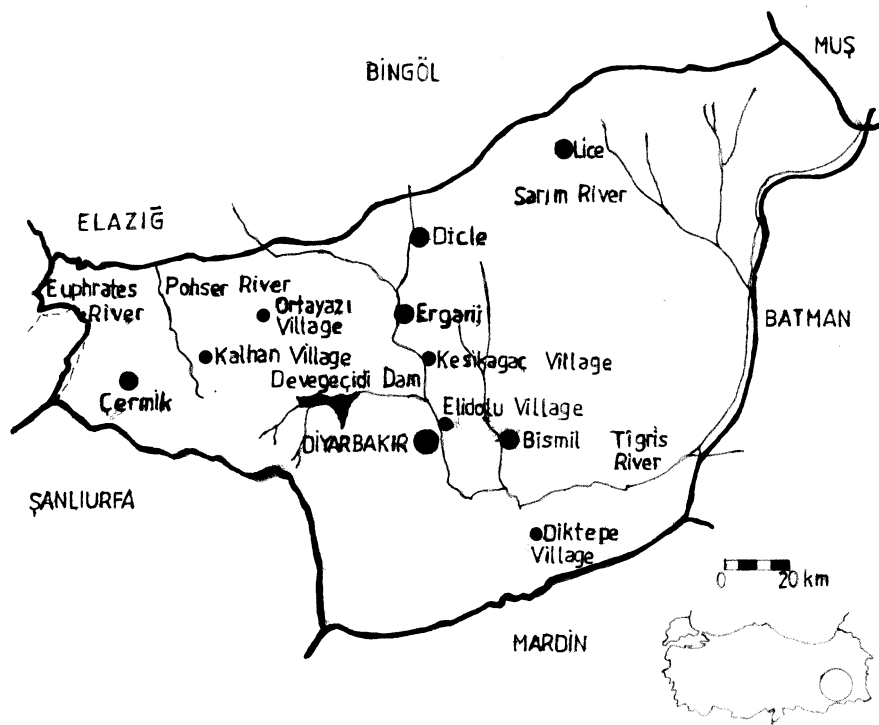 MUŞ
BİNGÖL
Lice
Sarım River
ELAZIĞ
Dicle
Euphrates
River
Pohser River
Ortayazı
Village
Ergani
BATMAN
Kalhan Village
Kesikagaç Village
Devegeçidi Dam
Çermik
Elidolu Village
DİYARBAKIR
Bismil
Tigris
River
ŞANLIURFA
Diktepe
Village
0 20 km
MARDİN